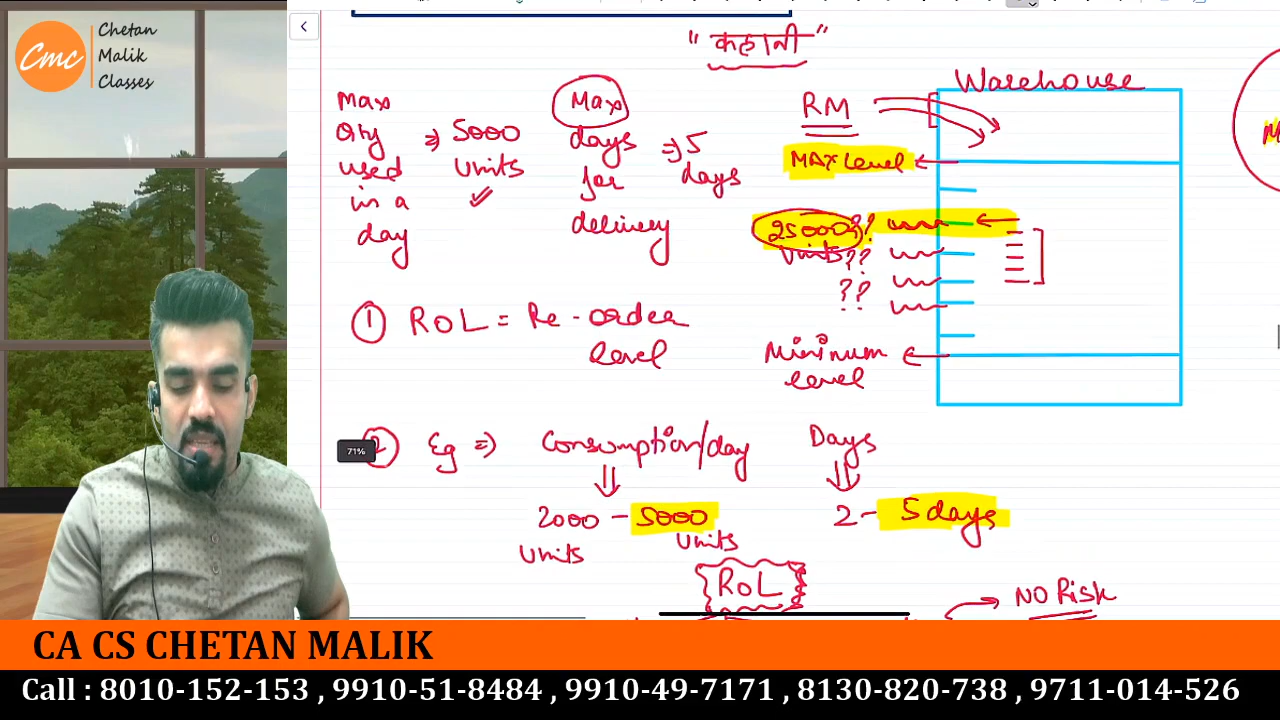 Cmc
Chetan
Malik
Classes
"कहानी"
Max
Qty
used
in a
day
⇒ 5000
units
Max
days
for
delivery
⇒ 5
days
RM
Warehouse
MAX level
25000??
units??
??
Minimum
level
① ROL = Re-order
level
② Eg ⇒ Consumption/day Days
71%
2000 - 5000
units units
2 - 5 days
ROL
NO Risk
CA CS CHETAN MALIK
Call : 8010-152-153 , 9910-51-8484 , 9910-49-7171 , 8130-820-738 , 9711-014-526